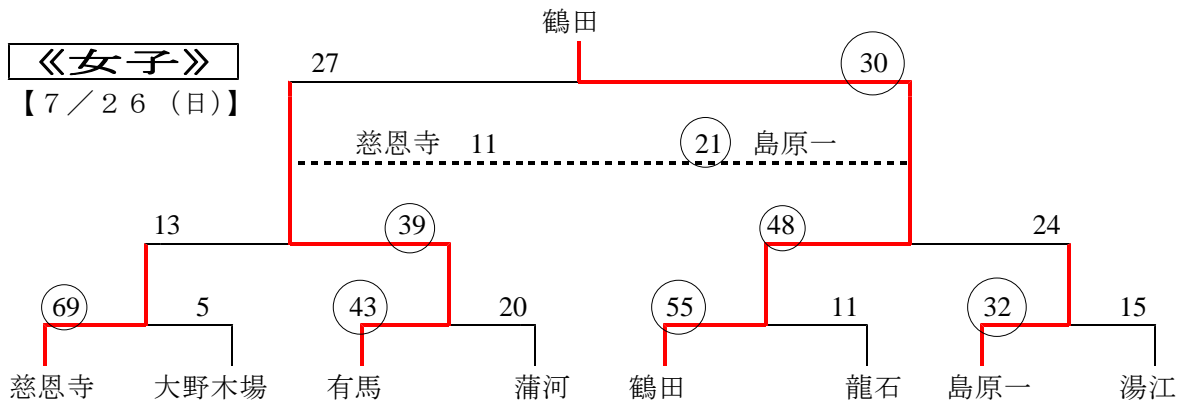 鶴田
《女子》
27 30
【７／２６（日）】
慈恩寺 11 21 島原一
13 39 48 24
69 5 43 20 55 11 32 15
慈恩寺 大野木場 有馬 蒲河 鶴田 龍石 島原一 湯江